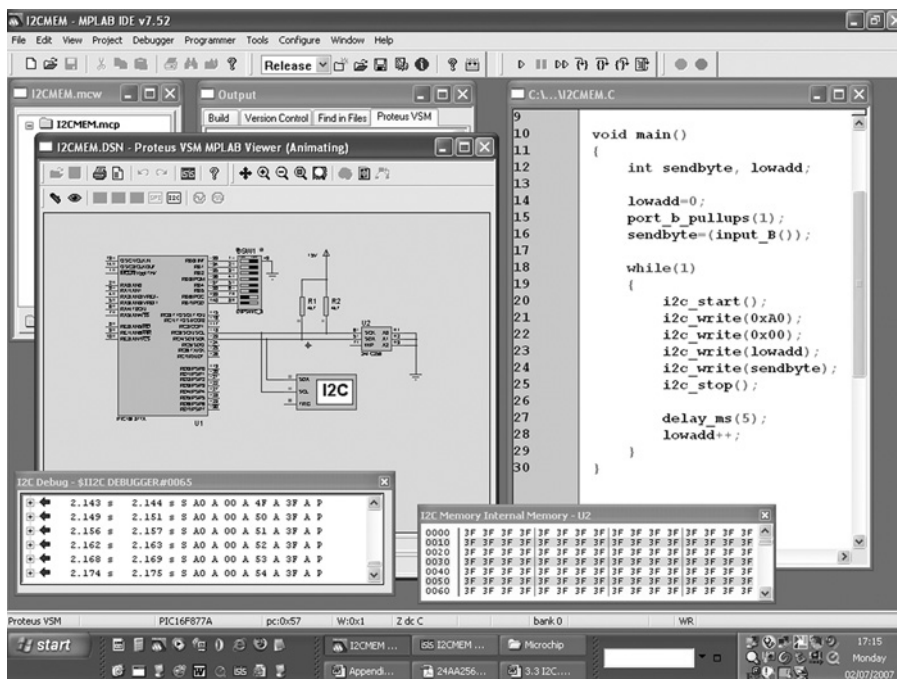 I2CMEM - MPLAB IDE v7.52
File Edit View Project Debugger Programmer Tools Configure Window Help
Release
I2CMEM.mcw
Output
C:\...\I2CMEM.C
I2CMEM.mcp
Build Version Control Find in Files Proteus VSM
I2CMEM.DSN - Proteus VSM MPLAB Viewer (Animating)
9
10 void main()
11 {
12 int sendbyte, lowadd;
13
14 lowadd=0;
15 port_b_pullups(1);
16 sendbyte=(input_B());
17
18 while(1)
19 {
20 i2c_start();
21 i2c_write(0xA0);
22 i2c_write(0x00);
23 i2c_write(lowadd);
24 i2c_write(sendbyte);
25 i2c_stop();
26
27 delay_ms(5);
28 lowadd++;
29 }
30 }
R1 R2
U2
SDA
SCL
I2C
U1
I2C Debug - $II2C DEBUGGER#0065
2.143 s 2.144 s S A0 A 00 A 4F A 3F A P
2.149 s 2.151 s S A0 A 00 A 50 A 3F A P
2.156 s 2.157 s S A0 A 00 A 51 A 3F A P
2.162 s 2.163 s S A0 A 00 A 52 A 3F A P
2.168 s 2.169 s S A0 A 00 A 53 A 3F A P
2.174 s 2.175 s S A0 A 00 A 54 A 3F A P
I2C Memory Internal Memory - U2
0000 3F 3F 3F 3F 3F 3F 3F 3F 3F 3F 3F 3F 3F 3F 3F 3F
0010 3F 3F 3F 3F 3F 3F 3F 3F 3F 3F 3F 3F 3F 3F 3F 3F
0020 3F 3F 3F 3F 3F 3F 3F 3F 3F 3F 3F 3F 3F 3F 3F 3F
0030 3F 3F 3F 3F 3F 3F 3F 3F 3F 3F 3F 3F 3F 3F 3F 3F
0040 3F 3F 3F 3F 3F 3F 3F 3F 3F 3F 3F 3F 3F 3F 3F 3F
0050 3F 3F 3F 3F 3F 3F 3F 3F 3F 3F 3F 3F 3F 3F 3F 3F
0060 3F 3F 3F 3F 3F 3F 3F 3F 3F 3F 3F 3F 3F 3F 3F 3F
Proteus VSM PIC16F877A pc:0x57 W:0x1 Z dc C bank 0 WR
start
I2CMEM ... ISIS I2CMEM ... Microchip
Appendi... 24AA256... 3.3 I2C....
17:15
Monday
02/07/2007